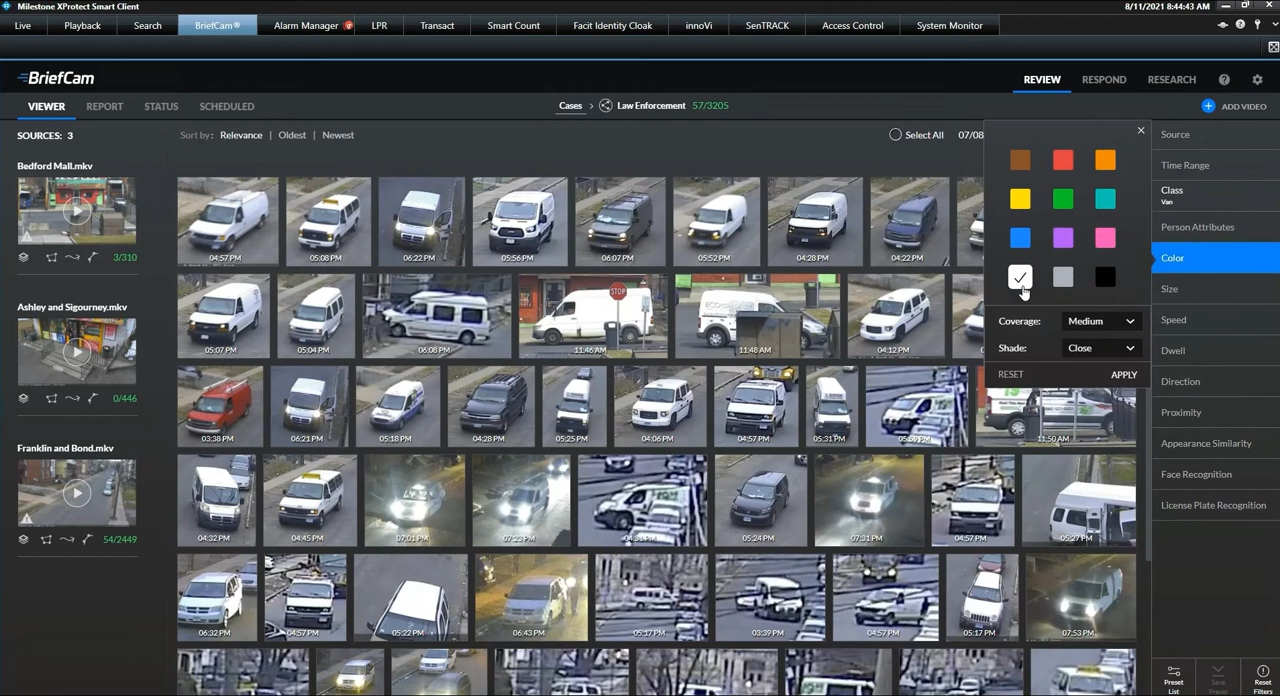 Milestone XProtect Smart Client
8/11/2021 8:44:43 AM
Live Playback Search BriefCam® Alarm Manager LPR Transact Smart Count Facit Identity Cloak innoVi SenTRACK Access Control System Monitor
BriefCam
REVIEW RESPOND RESEARCH
VIEWER REPORT STATUS SCHEDULED
Cases > Law Enforcement 57/3205
ADD VIDEO
SOURCES: 3
Sort by: Relevance | Oldest | Newest
Select All 07/08
Bedford Mall.mkv
3/310
Ashley and Sigourney.mkv
0/446
Franklin and Bond.mkv
54/2449
04:57 PM 05:08 PM 06:22 PM 05:56 PM 06:07 PM 05:52 PM 04:28 PM 04:22 PM
05:07 PM 05:04 PM 06:08 PM STOP 11:46 AM 11:48 AM 04:12 PM
03:38 PM 06:21 PM 05:18 PM 04:28 PM 05:25 PM 04:06 PM 04:57 PM 05:31 PM 11:50 AM
04:32 PM 04:45 PM 07:01 PM 07:23 PM 05:24 PM 07:31 PM 04:57 PM 05:27 PM
06:32 PM 04:57 PM 05:22 PM 06:43 PM 05:17 PM 03:39 PM 04:57 PM 05:17 PM 07:53 PM
Coverage: Medium
Shade: Close
RESET APPLY
Source
Time Range
Class
Van
Person Attributes
Color
Size
Speed
Dwell
Direction
Proximity
Appearance Similarity
Face Recognition
License Plate Recognition
Preset List
Save Preset
Reset Filters